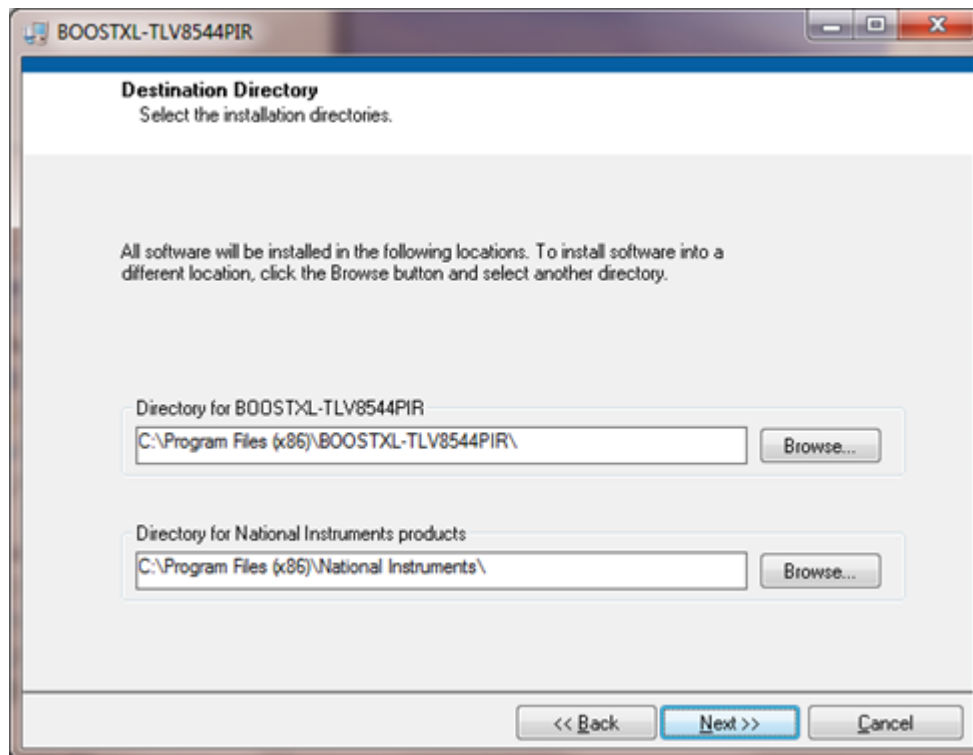 BOOSTXL-TLV8544PIR
Destination Directory
Select the installation directories.
All software will be installed in the following locations. To install software into a
different location, click the Browse button and select another directory.
Directory for BOOSTXL-TLV8544PIR
C:\Program Files (x86)\BOOSTXL-TLV8544PIR\
Browse...
Directory for National Instruments products
C:\Program Files (x86)\National Instruments\
Browse...
<< Back
Next >>
Cancel